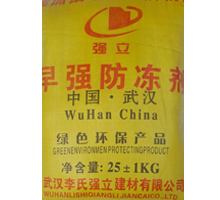 强立
早强防冻剂
中国·武汉
WuHan China
绿色环保产品
GREENENVIRONMENPROTECTINGPRODUCT
净含量:25±1KG
武汉李氏强立建材有限公司
WUHANLISHIQIANGLIJIANCAICO.LTD